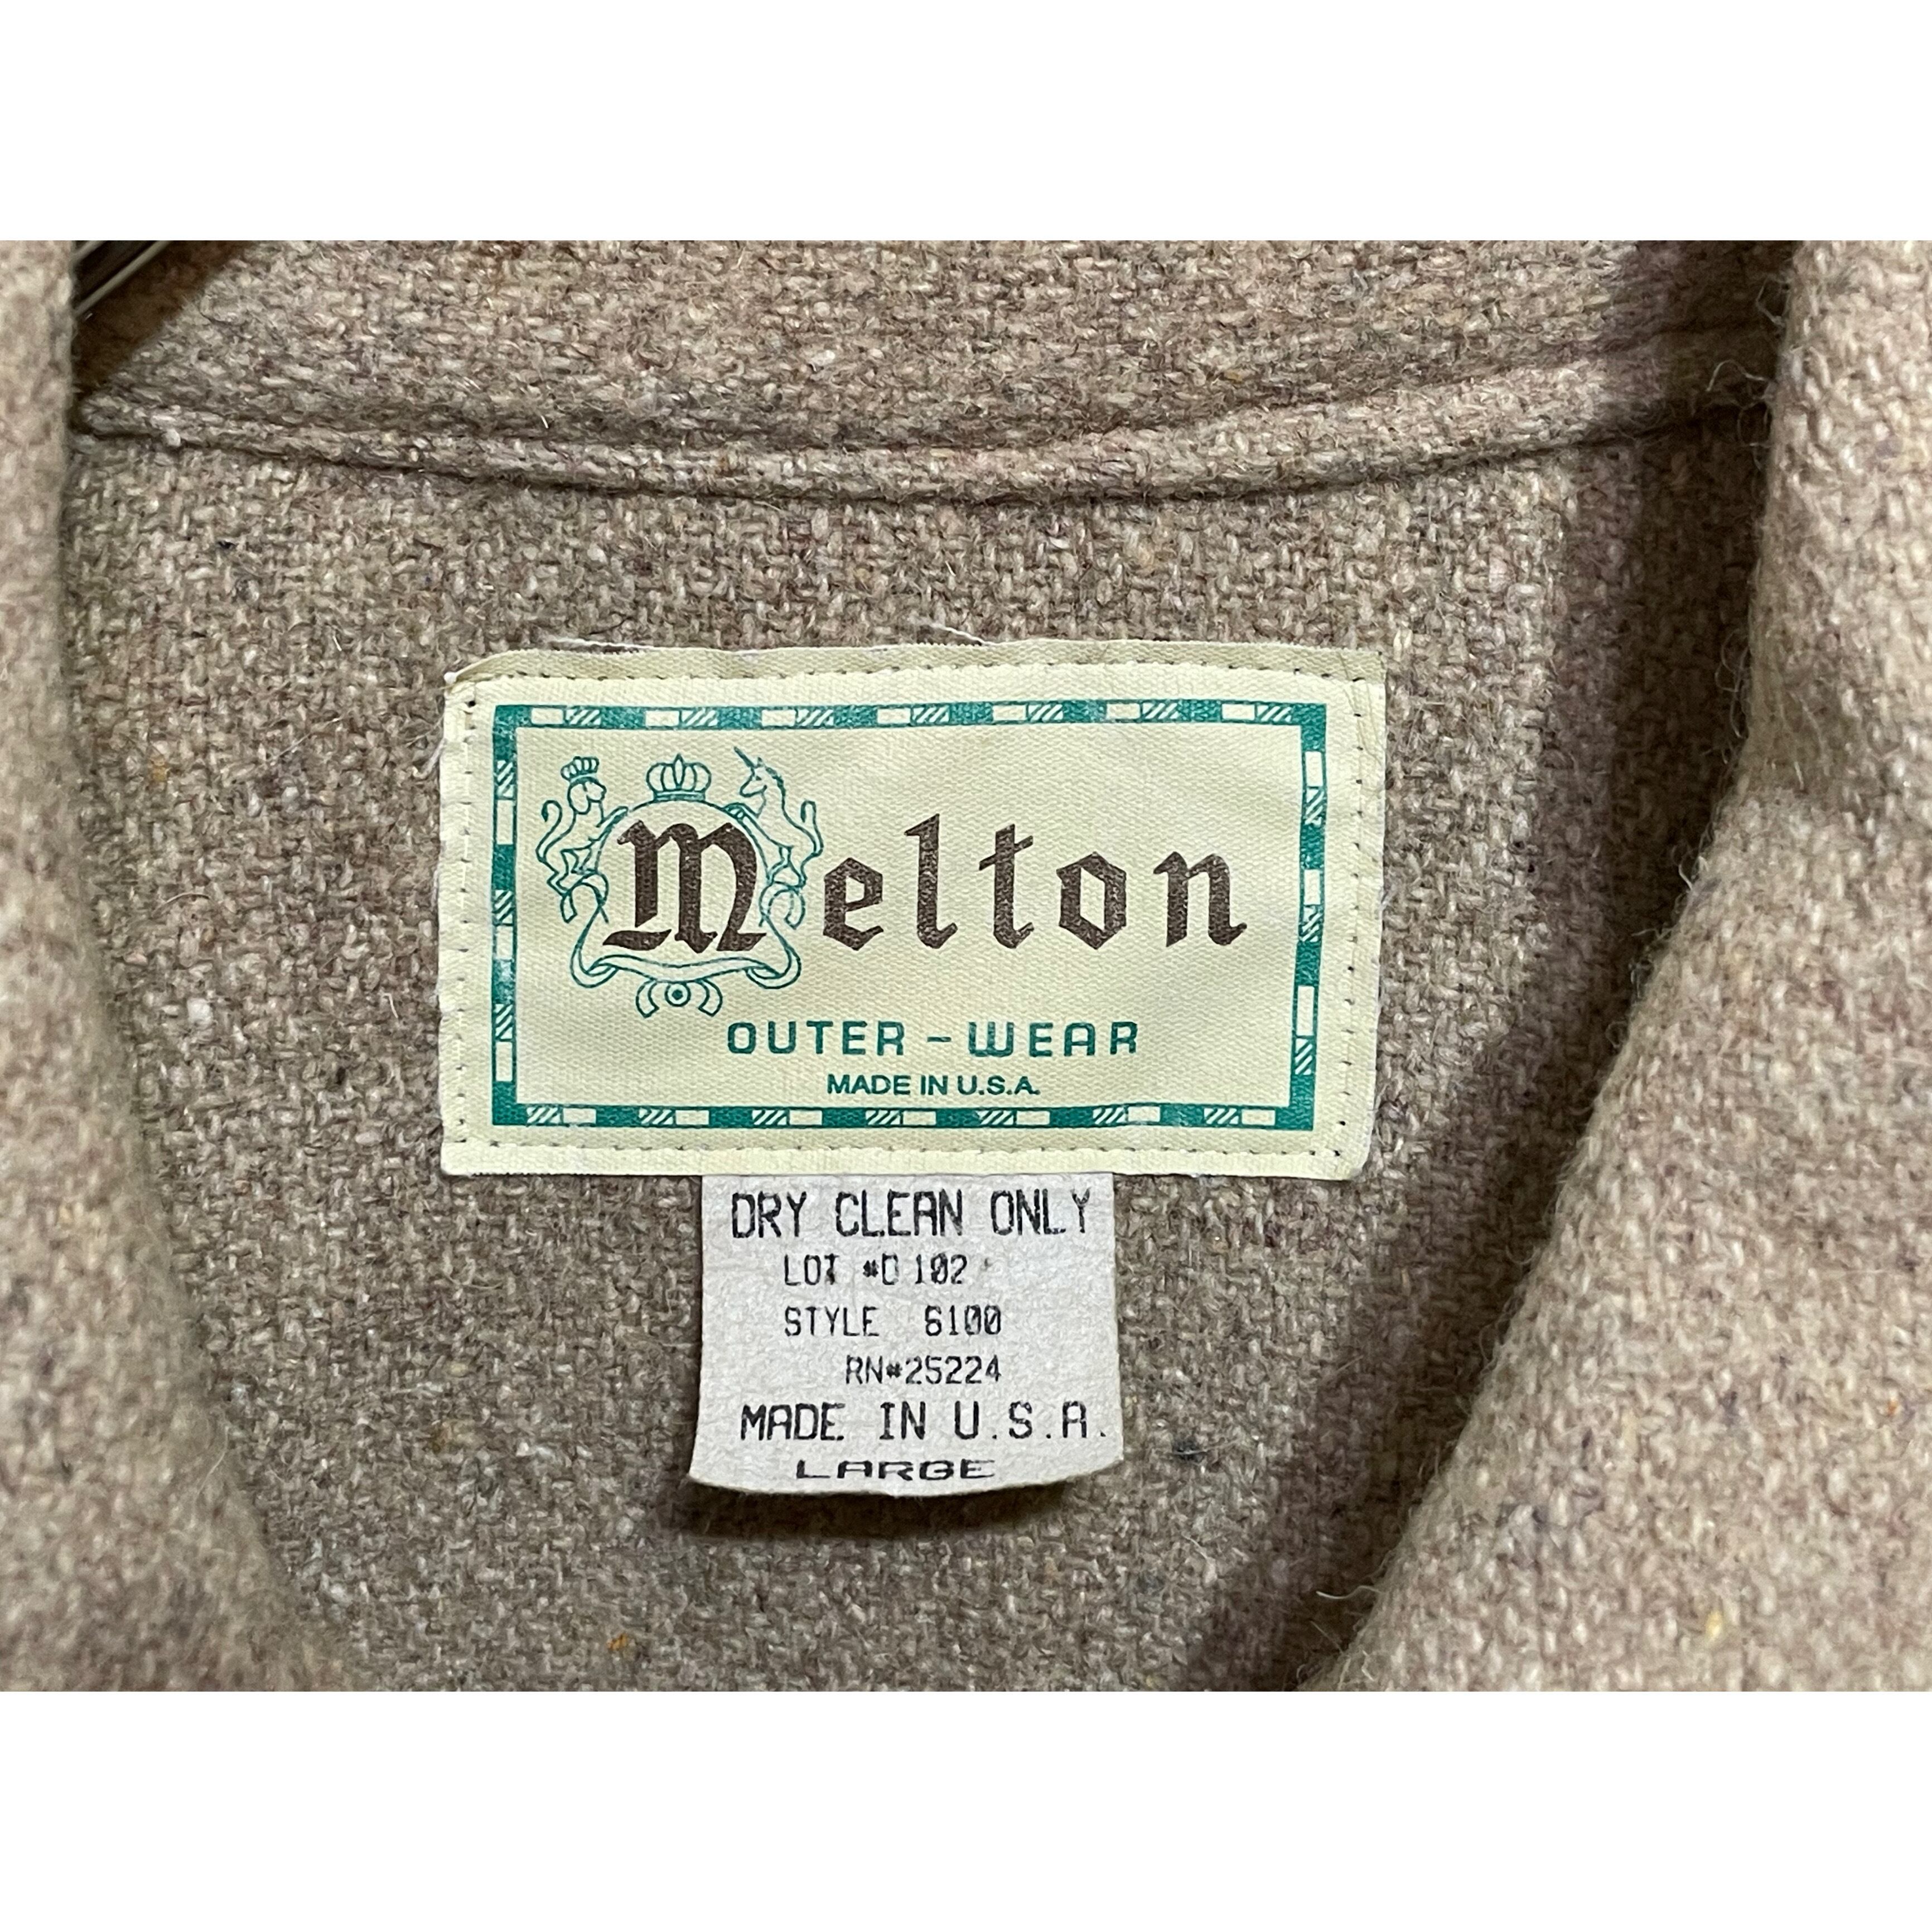 Melton
OUTER-WEAR
MADE IN U.S.A.
DRY CLEAN ONLY
LOT #D 102
STYLE 6100
RN#25224
MADE IN U.S.A.
LARGE